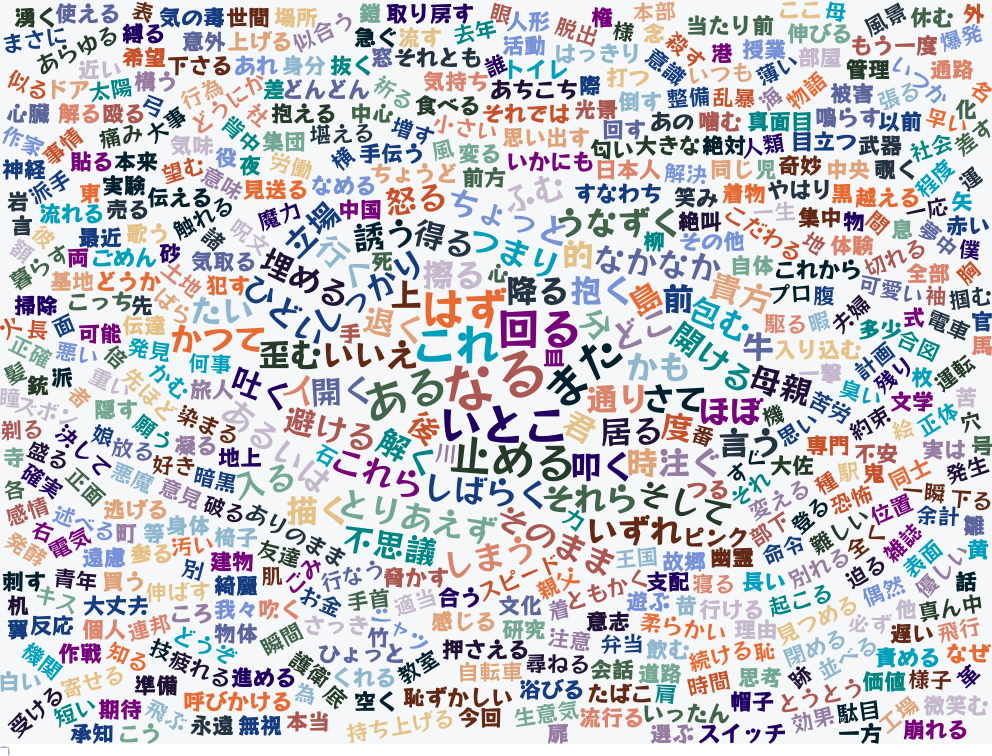 湧く
使える
表
気の毒
世間
場所
鎧
取り戻す
眼
人形
権
本部
ここ
母
風景
休む
外
まさに
あらゆる
縛る
意外
上げる
似合う
急ぐ
流す
去年
活動
脱出
様
念
殺す
港
当たり前
伸びる
もう一度
爆発
近い
希望
下さる
あれ
身分
抜く
窓
それとも
誰
トイレ
はっきり
意識
いつも
授業
薄い
部屋
管理
いつか
通路
名
似る
ドア
太陽
構う
行為
どうにか
差
どんどん
祈る
気持ち
あちこち
際
打つ
整備
乱暴
海
物語
被害
張る
化
心臓
解る
殴る
弓
社
抱える
中心
食べる
それでは
光景
倒す
あの
噛む
真面目
鳴らす
以前
早い
作家
事情
痛み
大事
気味
背中
集団
堪える
増す
小さい
思い出す
回す
匂い
大きな
絶対
人類
目立つ
武器
社会
差す
神経
派手
貼る
本来
望む
役
夜
労働
横
手伝う
風
変る
いかにも
日本人
解決
同じ
児
奇妙
中央
覗く
程度
運
岩
東
実験
伝える
意味
見送る
なめる
ちょうど
前方
ふむ
すなわち
笑み
着物
やはり
黒
越える
一応
矢
言
彼
流れる
売る
触れる
魔力
立場
中国
怒る
ちょっと
うなずく
絶叫
こだわる
一生
集中
物
間
息
夢中
赤い
僕
額
最近
歌う
諸
呪文
行く
誘う
得る
つまり
的
なかなか
柳
その他
地
体験
切れる
全部
胸
暮らす
両
ごめん
砂
気取る
埋める
死
擦る
心
降る
抱く
島
前
貴方
自体
これから
可愛い
袖
掴む
基地
どうか
土地
犯す
ひどい
しっかり
上
はず
回る
分
どこ
包む
プロ
腹
夫婦
掃除
こっち
先
ばら
たい
かつて
手
退く
これ
皿
開ける
牛
駆る
暇
多少
式
電車
官
火
長
面
可能
伝達
歪む
いいえ
ある
なる
また
かも
入り込む
合図
馬
正確
悪い
倍
発見
何事
吐く
人
開く
通り
さて
母親
一撃
計画
残り
枚
運転
髪
銃
派
重い
先ほど
かむ
旅人
避ける
いとこ
君
居る
度
ほぼ
機
苦労
臭い
文学
苦
瞳
ズボン
者
隠す
願う
染まる
あるいは
解く
後
番
言う
思い
約束
絵
正体
穴
剃る
決して
娘
放る
凝る
地上
石
これら
川
止める
叩く
時
注ぐ
すぐ
大佐
専門
不安
実は
号
寺
盛る
正面
悪魔
好き
暗黒
入る
しばらく
それら
そして
つる
それ
種
駅
鬼
同士
発生
各
確実
意見
破る
ありのまま
描く
とりあえず
そのまま
力
いずれ
ピンク
変える
登る
恐怖
位置
一瞬
下る
感情
述べる
逃げる
不思議
しまう
部下
難しい
全く
余計
雛
右
電気
町
等
身体
椅子
王国
故郷
幽霊
命令
別れる
迫る
雑誌
表面
黄
発酵
遠慮
参る
汚い
別
建物
友達
み
行なう
脅かす
スピード
親父
ともかく
支配
寝る
長い
起こる
偶然
優しい
話
刺す
青年
買う
伸ばす
綺麗
肌
お金
手首
適当
合う
文化
着
遊ぶ
昔
行ける
見つめる
必ず
他
真ん中
机
キス
大丈夫
ころ
我々
吹く
さっき
竹
シャツ
感じる
研究
注意
意志
柔らかい
理由
遅い
飛行
翼
反応
個人
連邦
どうぞ
物体
瞬間
ひょっと
押さえる
弁当
飲む
続ける
恥
閉める
並べる
責める
なぜ
機関
作戦
知る
技
疲れる
護衛
底
くれる
教室
自転車
尋ねる
会話
道路
思考
跡
価値
様子
拳
白い
寄せる
準備
進める
為
空く
恥ずかしい
浴びる
たばこ
肩
時間
帽子
とうとう
工場
微笑む
受ける
短い
期待
飛ぶ
呼びかける
本当
持ち上げる
今回
生意気
流行る
いったん
効果
駄目
承知
こう
永遠
無視
扉
選ぶ
スイッチ
一方
崩れる